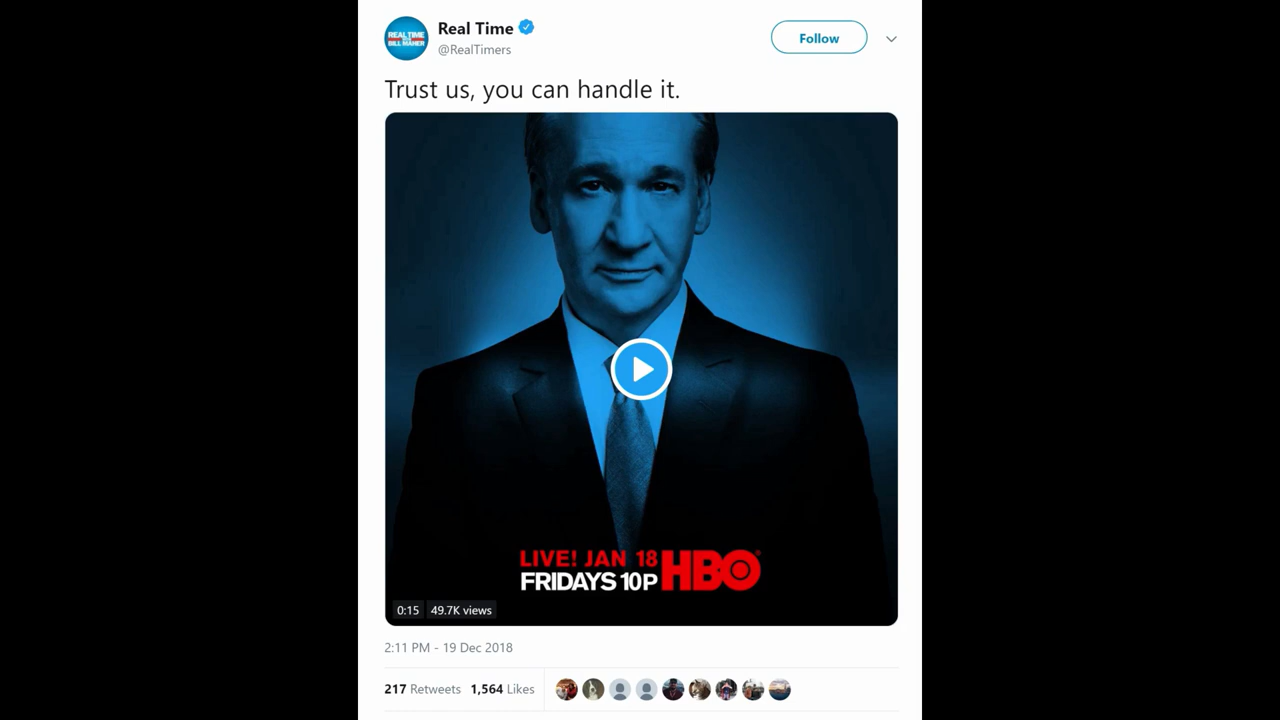 REAL TIME
BILL MAHER
Real Time
@RealTimers
Follow
Trust us, you can handle it.
LIVE! JAN 18
FRIDAYS 10P
HBO®
0:15
49.7K views
2:11 PM - 19 Dec 2018
217 Retweets 1,564 Likes